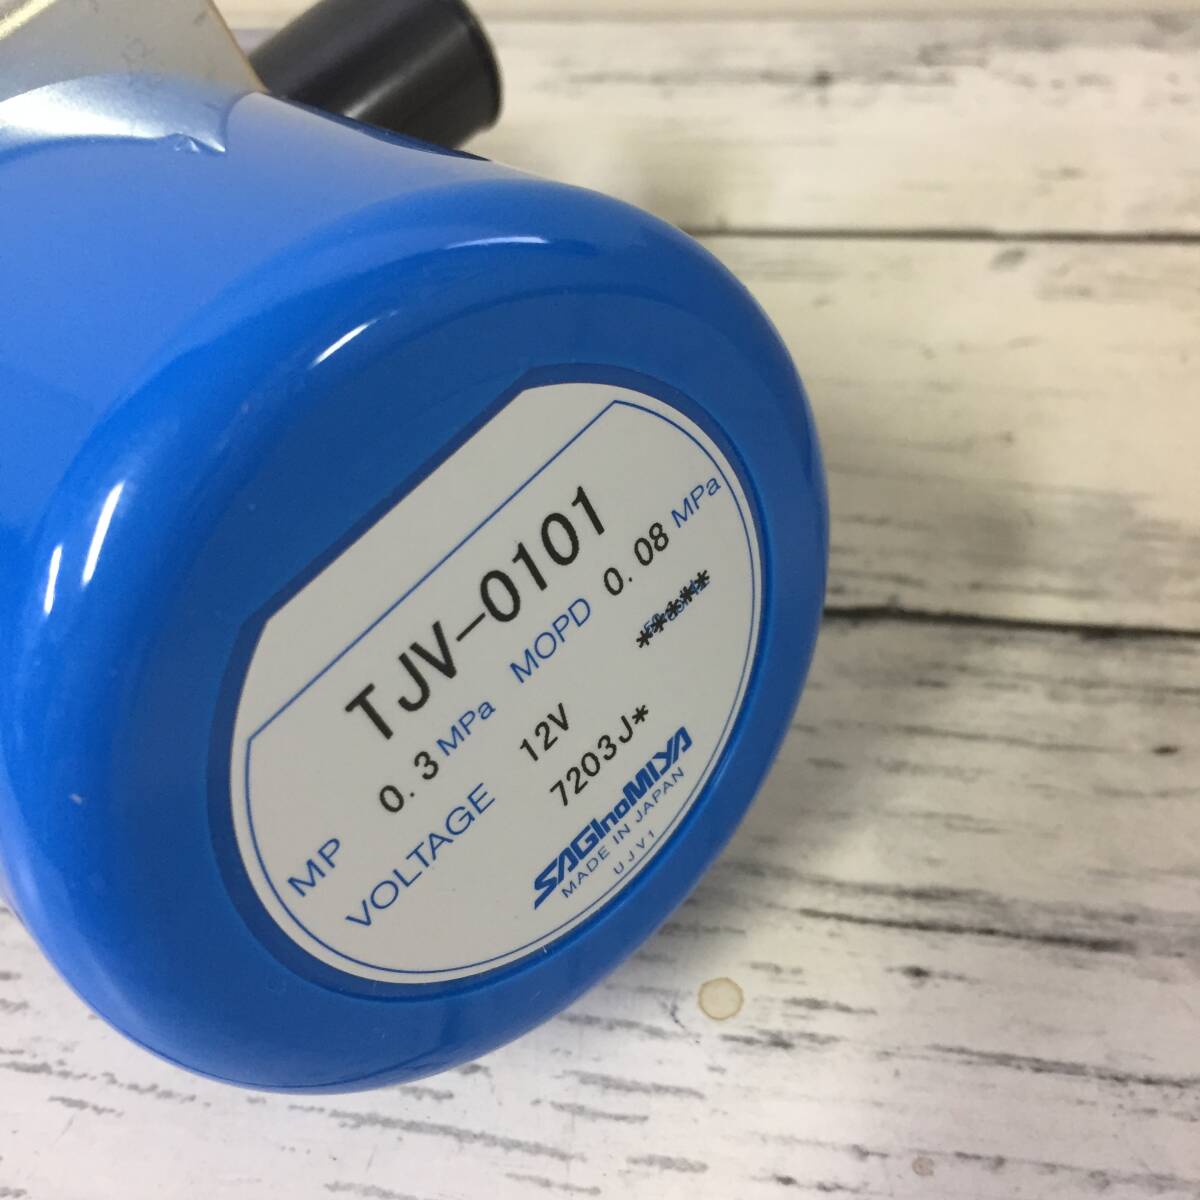 TJV-0101
MP 0.3 MPa MOPD 0.08 MPa
VOLTAGE 12V *****
7203J*
SAGInoMIYA
MADE IN JAPAN
UJV1